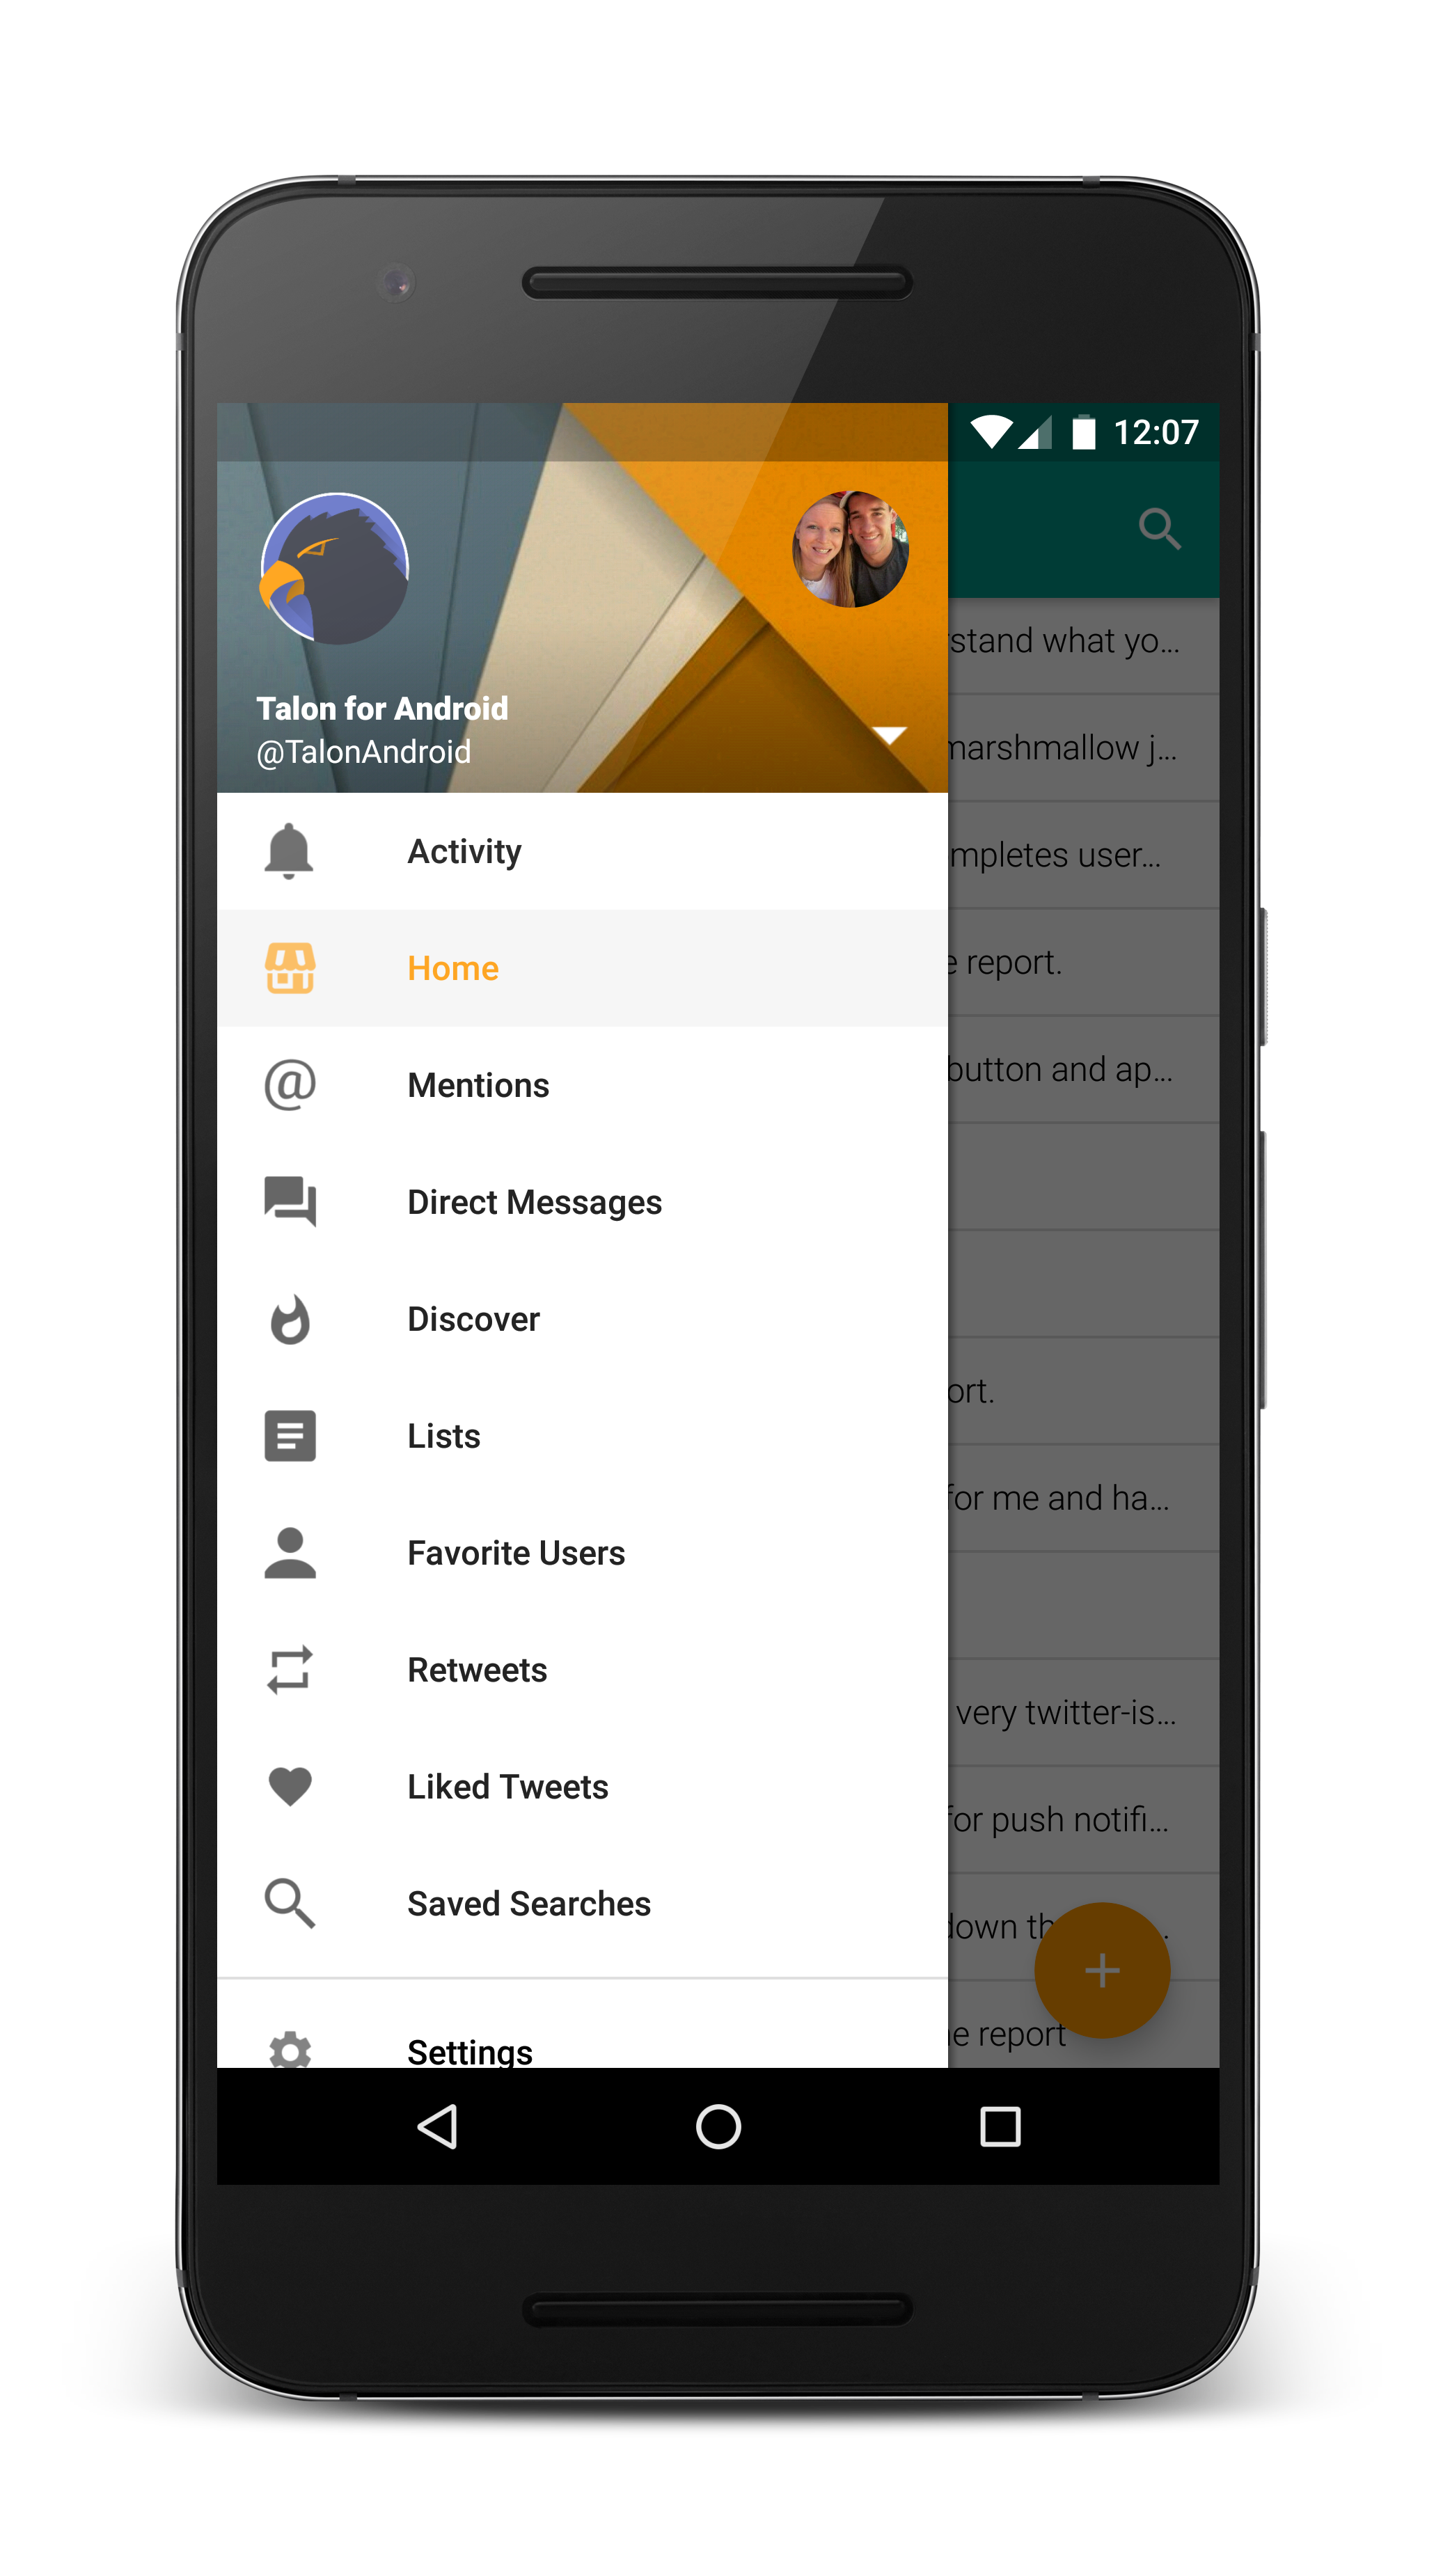 12:07
Talon for Android
@TalonAndroid
Activity
Home
Mentions
Direct Messages
Discover
Lists
Favorite Users
Retweets
Liked Tweets
Saved Searches
Settings
stand what yo...
marshmallow j...
mpletes user...
e report.
button and ap...
ort.
for me and ha...
very twitter-is...
for push notifi...
down th
e report